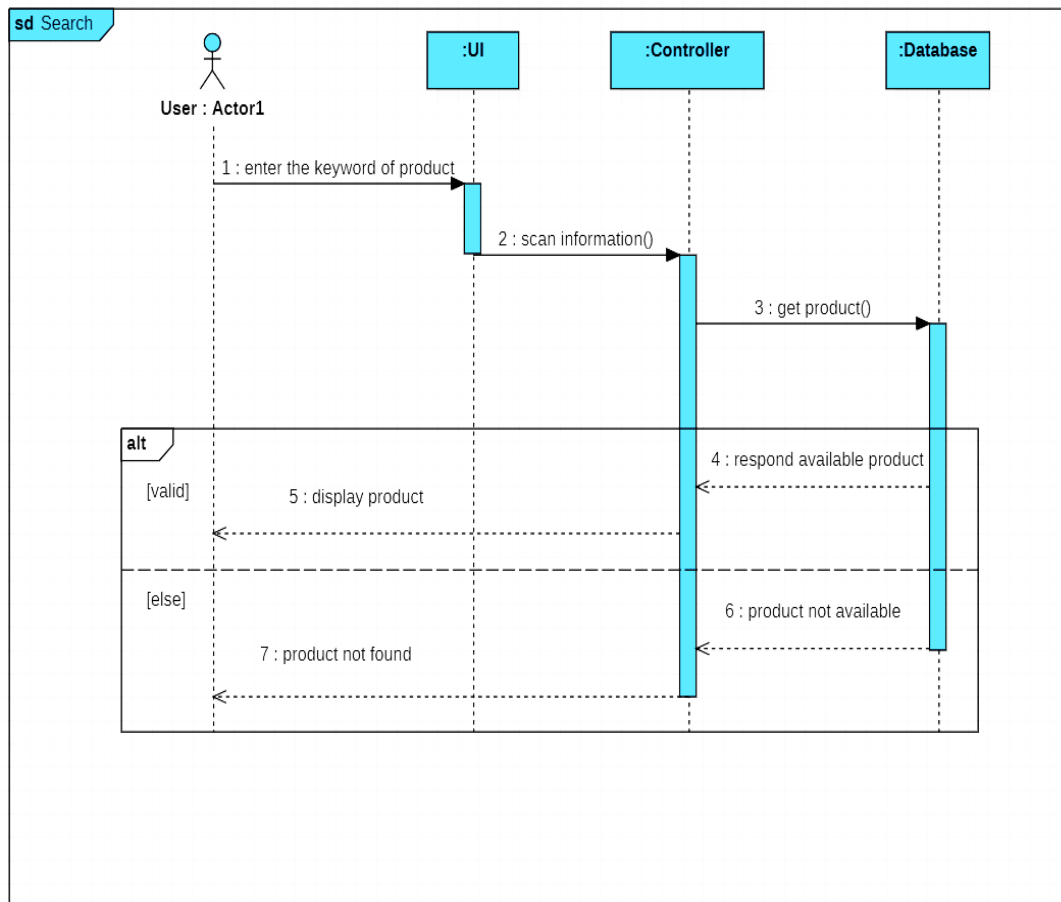 sd Search
:UI
:Controller
:Database
User : Actor1
1 : enter the keyword of product
2 : scan information()
3 : get product()
alt
4 : respond available product
[valid]
5 : display product
[else]
6 : product not available
7 : product not found